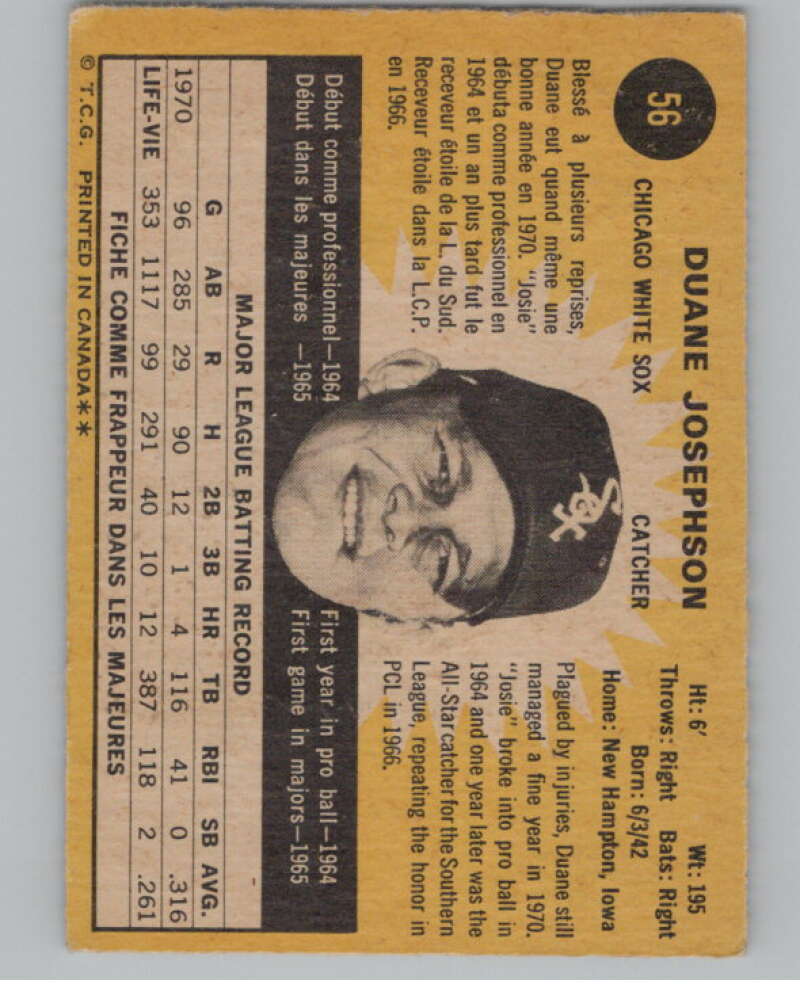 56
DUANE JOSEPHSON
CHICAGO WHITE SOX CATCHER
Ht: 6′ Wt: 195
Throws: Right Bats: Right
Born: 6/3/42
Home: New Hampton, Iowa
Blessé à plusieurs reprises,
Duane eut quand même une
bonne année en 1970. "Josie"
débuta comme professionnel en
1964 et un an plus tard fut le
receveur étoile de la L. du Sud.
Receveur étoile dans la L.C.P.
en 1966.
Plagued by injuries, Duane still
managed a fine year in 1970.
"Josie" broke into pro ball in
1964 and one year later was the
All-Star catcher for the Southern
League, repeating the honor in
PCL in 1966.
Sox
Début comme professionnel—1964
Début dans les majeures —1965
First year in pro ball—1964
First game in majors—1965
MAJOR LEAGUE BATTING RECORD
G AB R H 2B 3B HR TB RBI SB AVG.
1970 96 285 29 90 12 1 4 116 41 0 .316
LIFE-VIE 353 1117 99 291 40 10 12 387 118 2 .261
FICHE COMME FRAPPEUR DANS LES MAJEURES
© T.C.G. PRINTED IN CANADA**